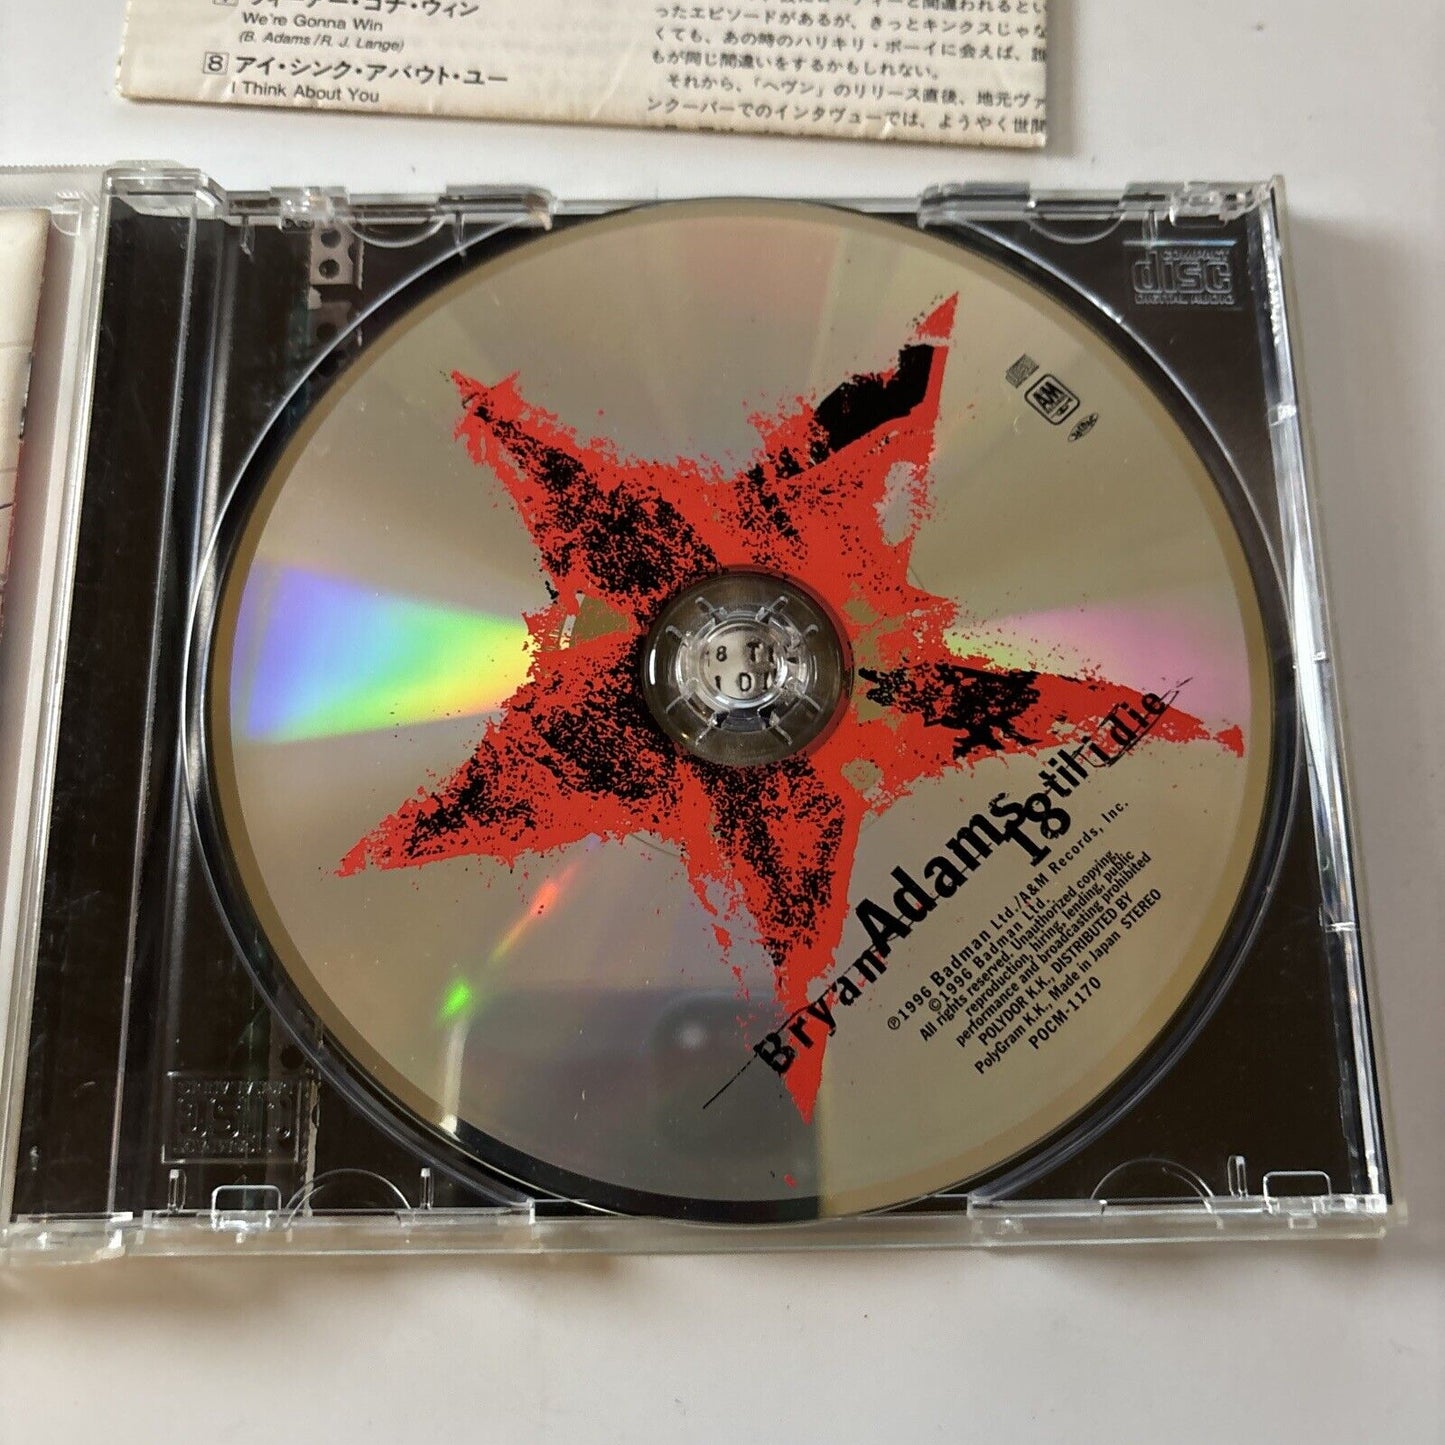 ウィーアー・ゴナ・ウィン
We're Gonna Win
(B. Adams/R. J. Lange)
8 アイ・シンク・アバウト・ユー
I Think About You
ったエピソードがあるが、きっとキンクスじゃな
くても、あの時のハリキリ・ボーイに会えば、誰
もが同じ間違いをするかもしれない。
それから、「ヘヴン」のリリース直後、地元ヴァ
ンクーバーでのインタヴューでは、ようやく世間
COMPACT
disc
DIGITAL AUDIO
AM
Bryan Adams
18 til i Die
℗1996 Badman Ltd./A&M Records, Inc.
©1996 Badman Ltd.
All rights reserved. Unauthorized copying,
reproduction, hiring, lending, public
performance and broadcasting prohibited
POLYDOR K.K., DISTRIBUTED BY
PolyGram K.K., Made in Japan STEREO
POCM-1170